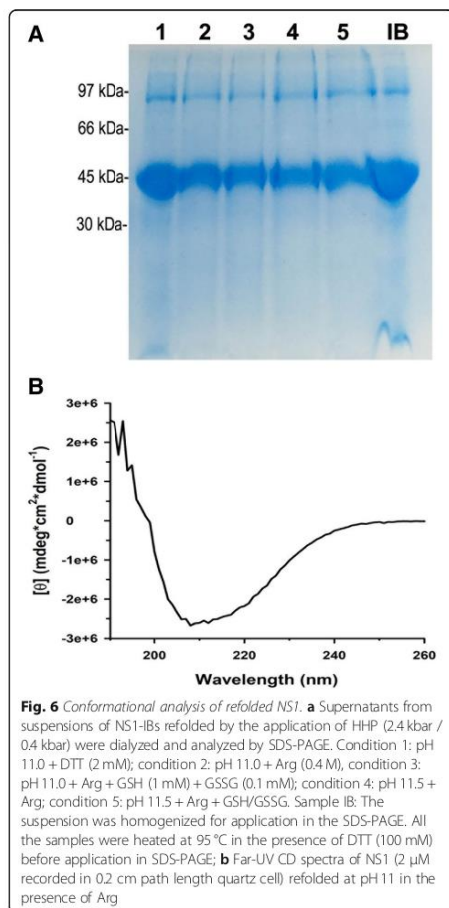 A
1 2 3 4 5 IB
97 kDa-
66 kDa-
45 kDa-
30 kDa-
B
3e+6
2e+6
1e+6
0
-1e+6
-2e+6
-3e+6
[θ] (mdeg*cm²*dmol⁻¹)
200 220 240 260
Wavelength (nm)
Fig. 6 Conformational analysis of refolded NS1. a Supernatants from
suspensions of NS1-IBs refolded by the application of HHP (2.4 kbar /
0.4 kbar) were dialyzed and analyzed by SDS-PAGE. Condition 1: pH
11.0 + DTT (2 mM); condition 2: pH 11.0 + Arg (0.4 M), condition 3:
pH 11.0 + Arg + GSH (1 mM) + GSSG (0.1 mM); condition 4: pH 11.5 +
Arg; condition 5: pH 11.5 + Arg + GSH/GSSG. Sample IB: The
suspension was homogenized for application in the SDS-PAGE. All
the samples were heated at 95 °C in the presence of DTT (100 mM)
before application in SDS-PAGE; b Far-UV CD spectra of NS1 (2 μM
recorded in 0.2 cm path length quartz cell) refolded at pH 11 in the
presence of Arg